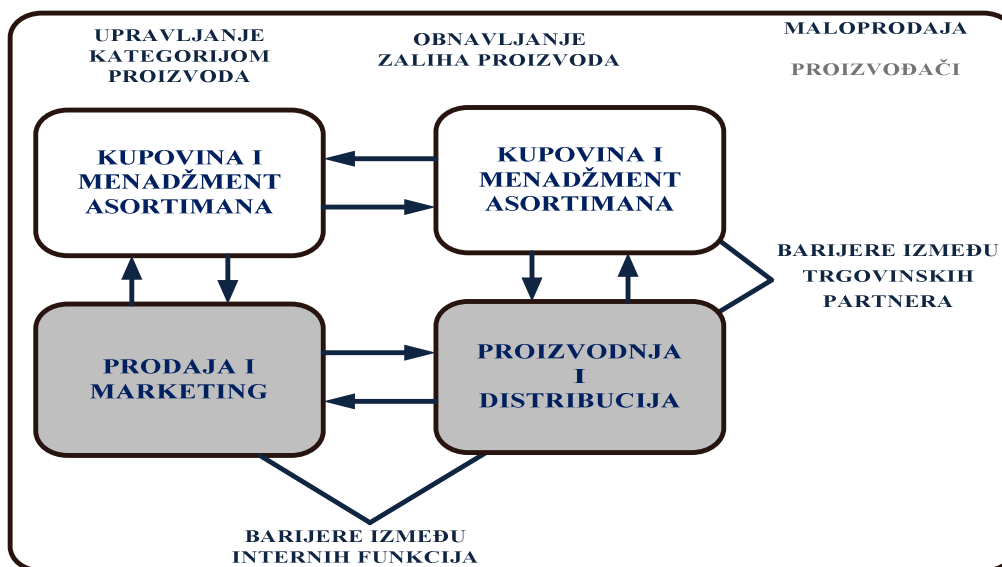 UPRAVLJANJE
KATEGORIJOM
PROIZVODA
OBNAVLJANJE
ZALIHA PROIZVODA
MALOPRODAJA
PROIZVOĐAČI
KUPOVINA I
MENADŽMENT
ASORTIMANA
KUPOVINA I
MENADŽMENT
ASORTIMANA
BARIJERE IZMEĐU
TRGOVINSKIH
PARTNERA
PRODAJA I
MARKETING
PROIZVODNJA
I
DISTRIBUCIJA
BARIJERE IZMEĐU
INTERNIH FUNKCIJA